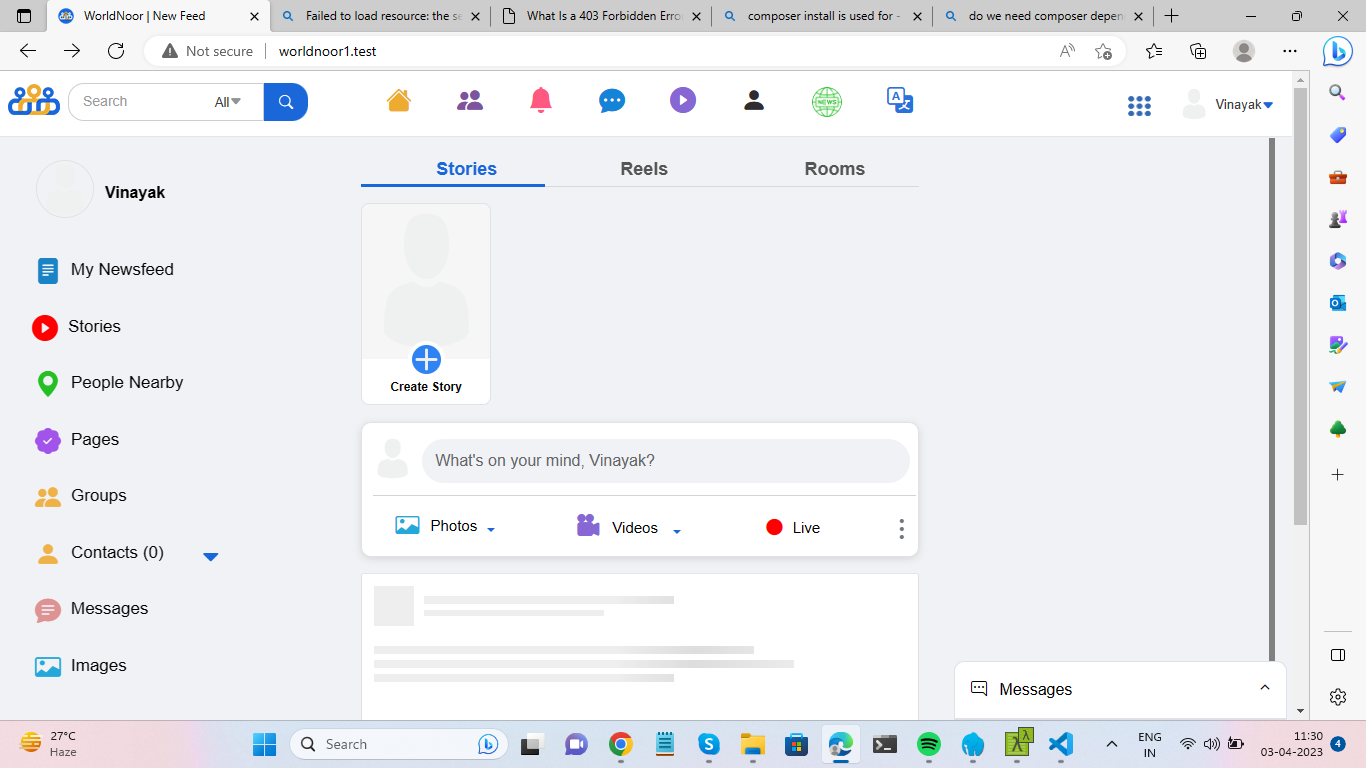 WorldNoor | New Feed
Failed to load resource: the se
What Is a 403 Forbidden Erro
composer install is used for -
do we need composer depen
Not secure
worldnoor1.test
Search
All
NEWS
A
Vinayak
Vinayak
Stories
Reels
Rooms
My Newsfeed
Stories
People Nearby
Pages
Groups
Contacts (0)
Messages
Images
Create Story
What's on your mind, Vinayak?
Photos
Videos
Live
Messages
27°C
Haze
Search
ENG
IN
11:30
03-04-2023
4